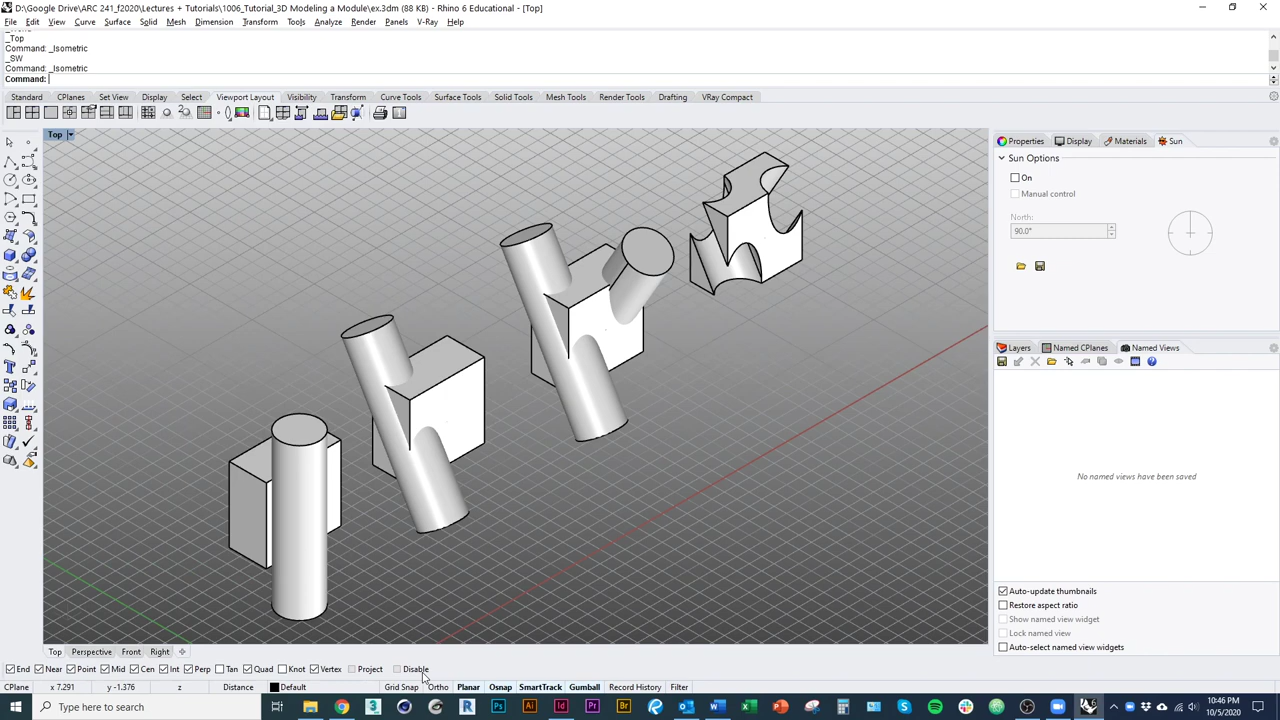 D:\Google Drive\ARC 241_f2020\Lectures + Tutorials\1006_Tutorial_3D Modeling a Module\ex.3dm (88 KB) - Rhino 6 Educational - [Top]
File Edit View Curve Surface Solid Mesh Dimension Transform Tools Analyze Render Panels V-Ray Help
_Top
Command: _Isometric
_SW
Command: _Isometric
Command:
Standard CPlanes Set View Display Select Viewport Layout Visibility Transform Curve Tools Surface Tools Solid Tools Mesh Tools Render Tools Drafting VRay Compact
Top
Properties Display Materials Sun
Sun Options
On
Manual control
North:
90.0°
Layers Named CPlanes Named Views
No named views have been saved
Auto-update thumbnails
Restore aspect ratio
Show named view widget
Lock named view
Auto-select named view widgets
Top Perspective Front Right
End Near Point Mid Cen Int Perp Tan Quad Knot Vertex Project Disable
CPlane x 7.291 y -1.376 z Distance Default Grid Snap Ortho Planar Osnap SmartTrack Gumball Record History Filter
Type here to search
10:46 PM
10/5/2020